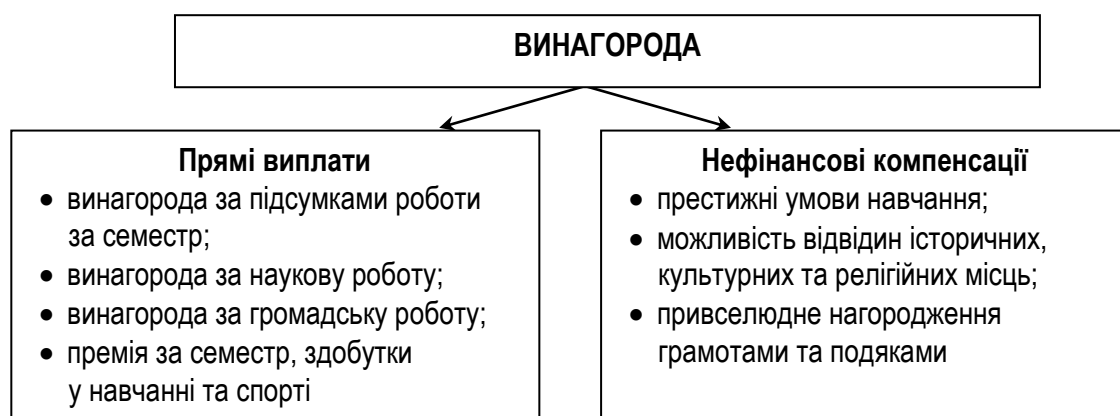 ВИНАГОРОДА
Прямі виплати
• винагорода за підсумками роботи
за семестр;
• винагорода за наукову роботу;
• винагорода за громадську роботу;
• премія за семестр, здобутки
у навчанні та спорті
Нефінансові компенсації
• престижні умови навчання;
• можливість відвідин історичних,
культурних та релігійних місць;
• привселюдне нагородження
грамотами та подяками